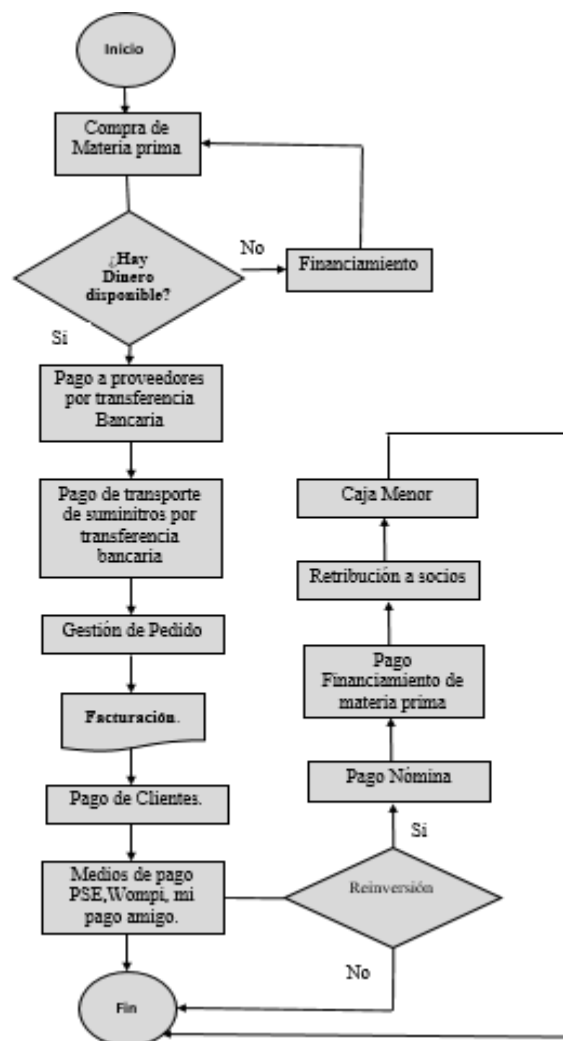 Inicio
Compra de
Materia prima
¿Hay
Dinero
disponible?
No
Financiamiento
Si
Pago a proveedores
por transferencia
Bancaria
Pago de transporte
de suminitros por
transferencia
bancaria
Gestión de Pedido
Facturación.
Pago de Clientes.
Medios de pago
PSE,Wompi, mi
pago amigo.
Reinversión
Si
Pago Nómina
Pago
Financiamiento de
materia prima
Retribución a socios
Caja Menor
No
Fin